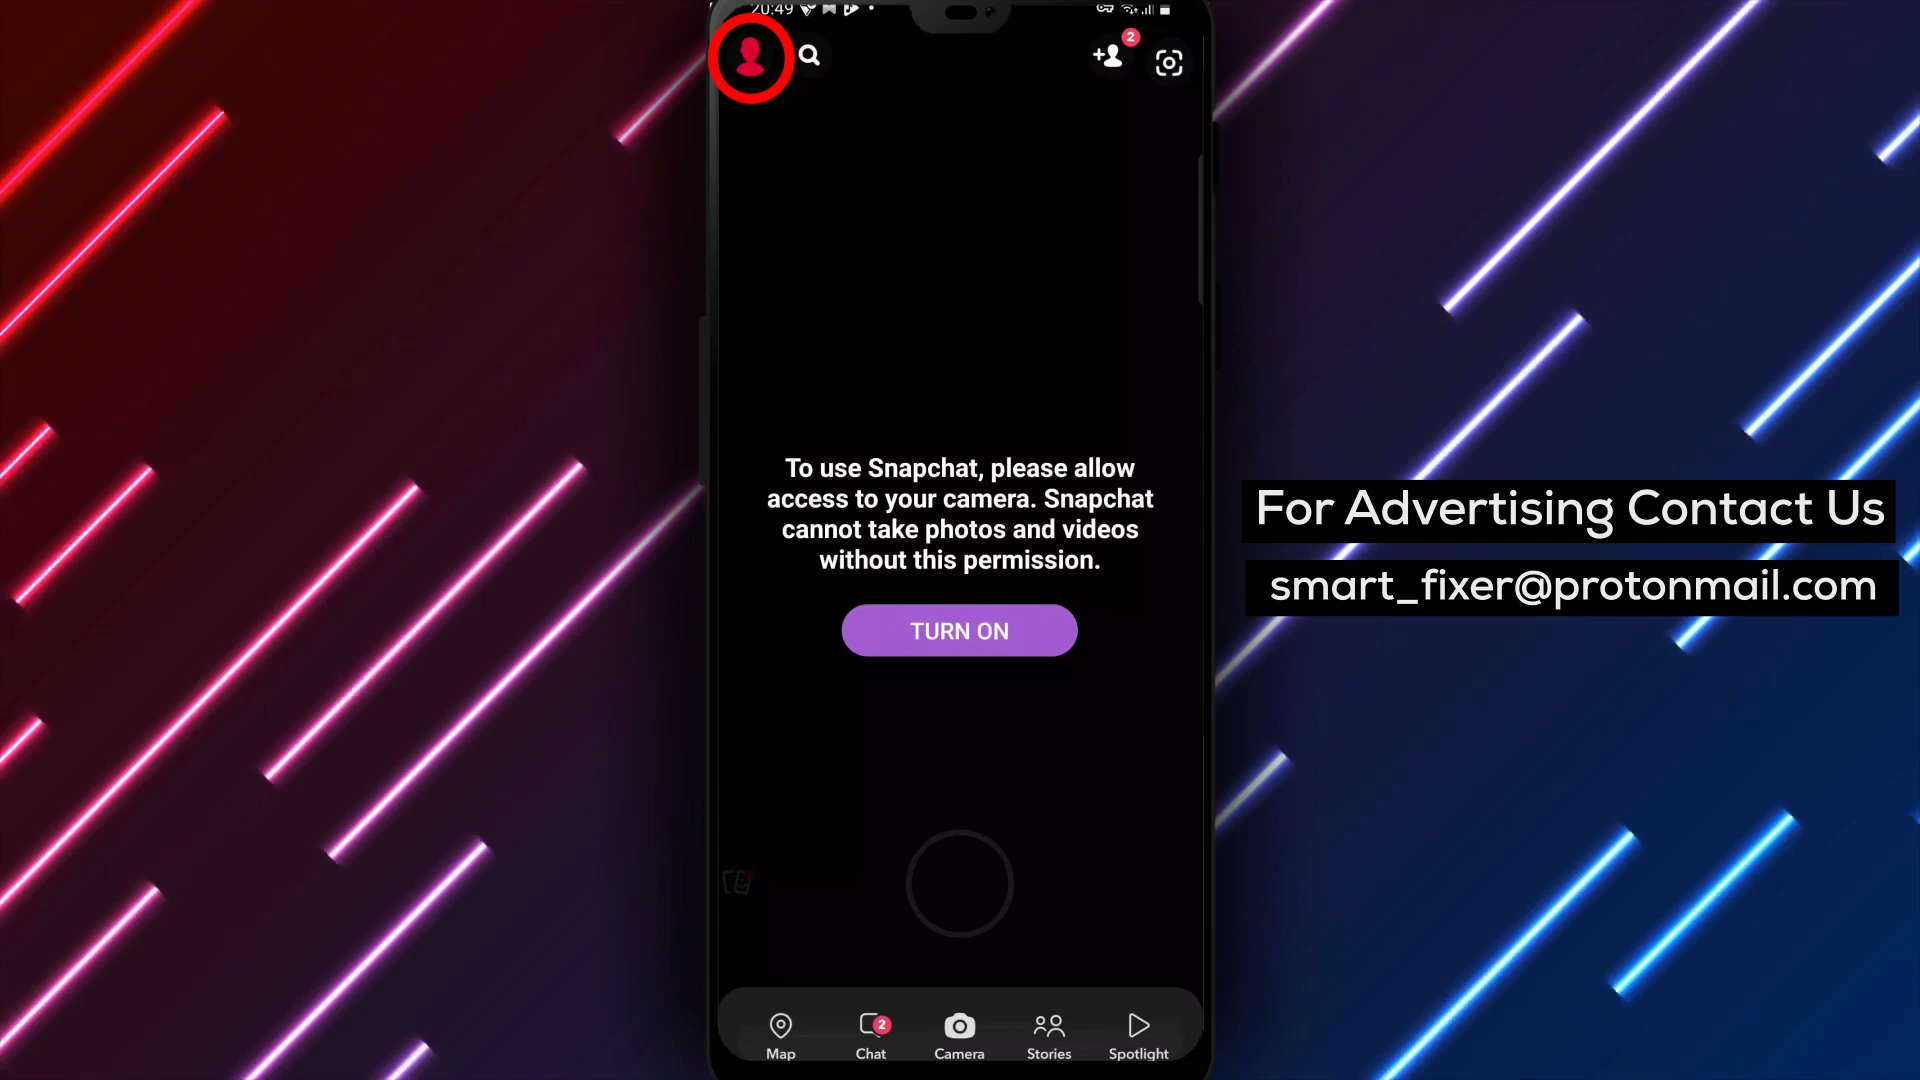 20:49
2
To use Snapchat, please allow
access to your camera. Snapchat
cannot take photos and videos
without this permission.
TURN ON
For Advertising Contact Us
smart_fixer@protonmail.com
2
Map
Chat
Camera
Stories
Spotlight